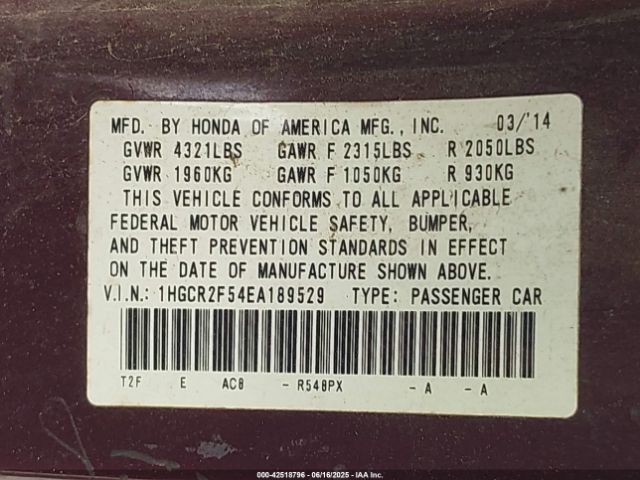 MFD. BY HONDA OF AMERICA MFG., INC. 03/'14
GVWR 4321LBS GAWR F 2315LBS R 2050LBS
GVWR 1960KG GAWR F 1050KG R 930KG
THIS VEHICLE CONFORMS TO ALL APPLICABLE
FEDERAL MOTOR VEHICLE SAFETY, BUMPER,
AND THEFT PREVENTION STANDARDS IN EFFECT
ON THE DATE OF MANUFACTURE SHOWN ABOVE.
V.I.N.: 1HGCR2F54EA189529 TYPE: PASSENGER CAR
T2F E AC8 - R548PX - A - A
000-42518796 - 06/16/2025 - IAA Inc.